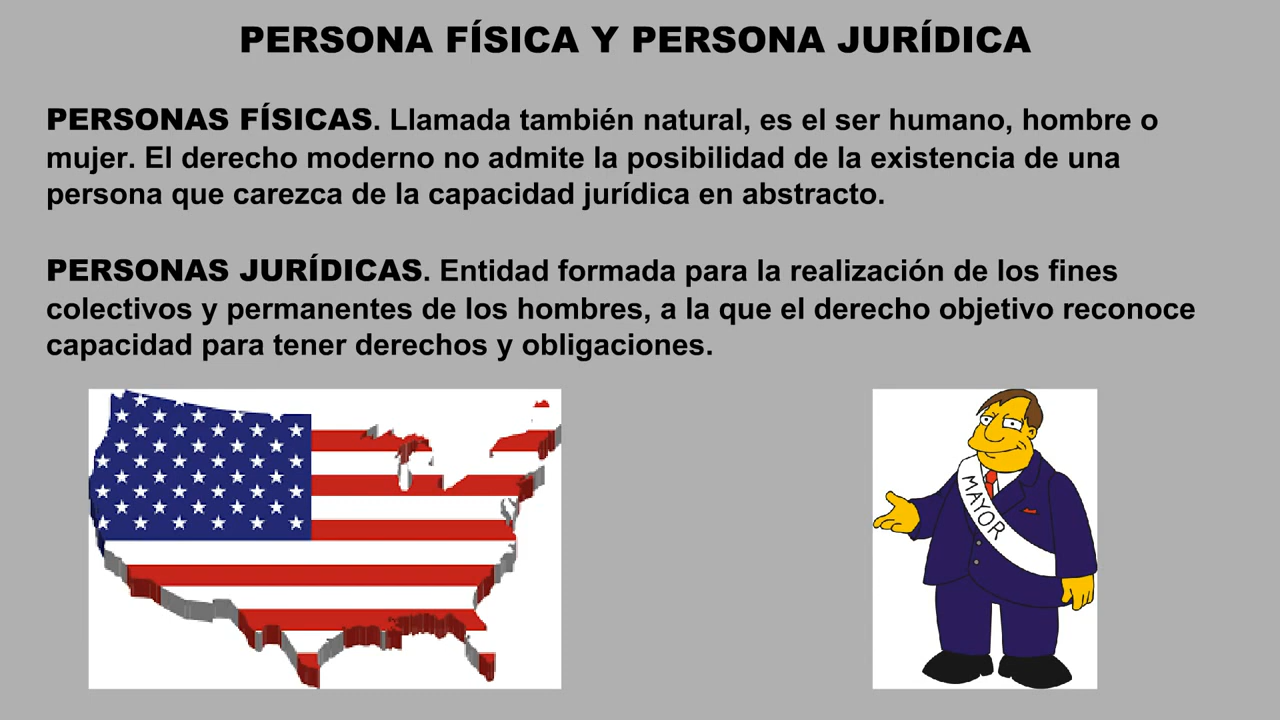 PERSONA FÍSICA Y PERSONA JURÍDICA
PERSONAS FÍSICAS. Llamada también natural, es el ser humano, hombre o
mujer. El derecho moderno no admite la posibilidad de la existencia de una
persona que carezca de la capacidad jurídica en abstracto.
PERSONAS JURÍDICAS. Entidad formada para la realización de los fines
colectivos y permanentes de los hombres, a la que el derecho objetivo reconoce
capacidad para tener derechos y obligaciones.
MAYOR